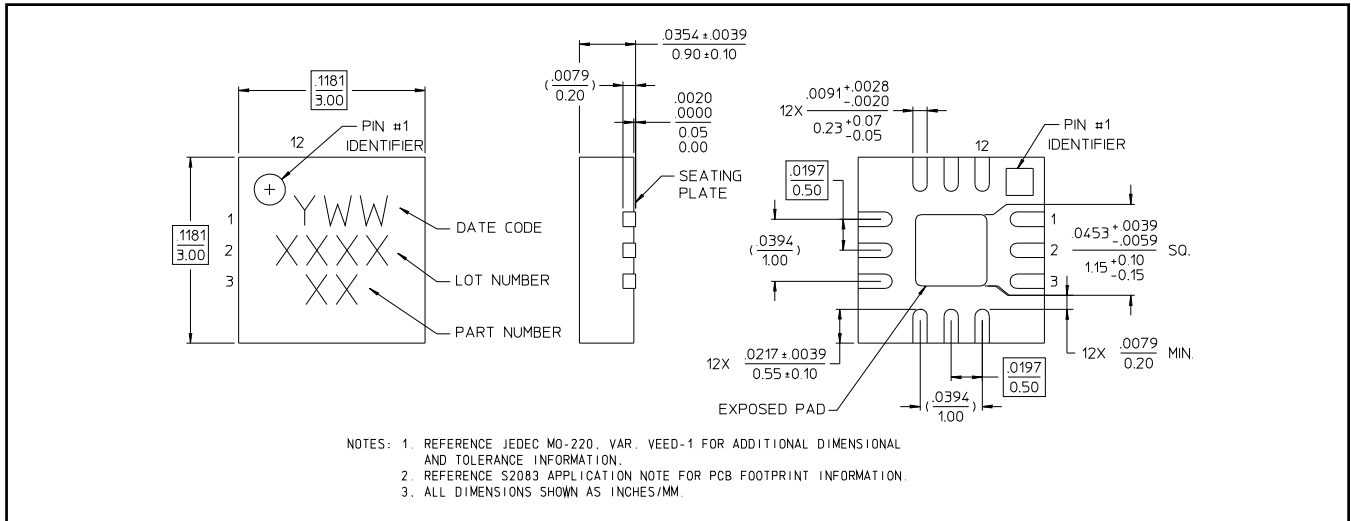 .1181
3.00
PIN #1
IDENTIFIER
12
.1181
3.00
1
2
3
YWW
XXXX
XX
DATE CODE
LOT NUMBER
PART NUMBER
.0354 ±.0039
0.90 ±0.10
(.0079)
0.20
.0020
.0000
0.05
0.00
SEATING
PLATE
12X .0091 +.0028 -.0020
0.23 +0.07 -0.05
12
PIN #1
IDENTIFIER
.0197
0.50
(.0394)
1.00
1
2
3
.0453 +.0039 -.0059 SQ.
1.15 +0.10 -0.15
12X .0217 ±.0039
0.55 ±0.10
12X .0079 MIN.
0.20
.0197
0.50
(.0394)
1.00
EXPOSED PAD
NOTES: 1. REFERENCE JEDEC MO-220, VAR. VEED-1 FOR ADDITIONAL DIMENSIONAL
AND TOLERANCE INFORMATION.
2. REFERENCE S2083 APPLICATION NOTE FOR PCB FOOTPRINT INFORMATION.
3. ALL DIMENSIONS SHOWN AS INCHES/MM.